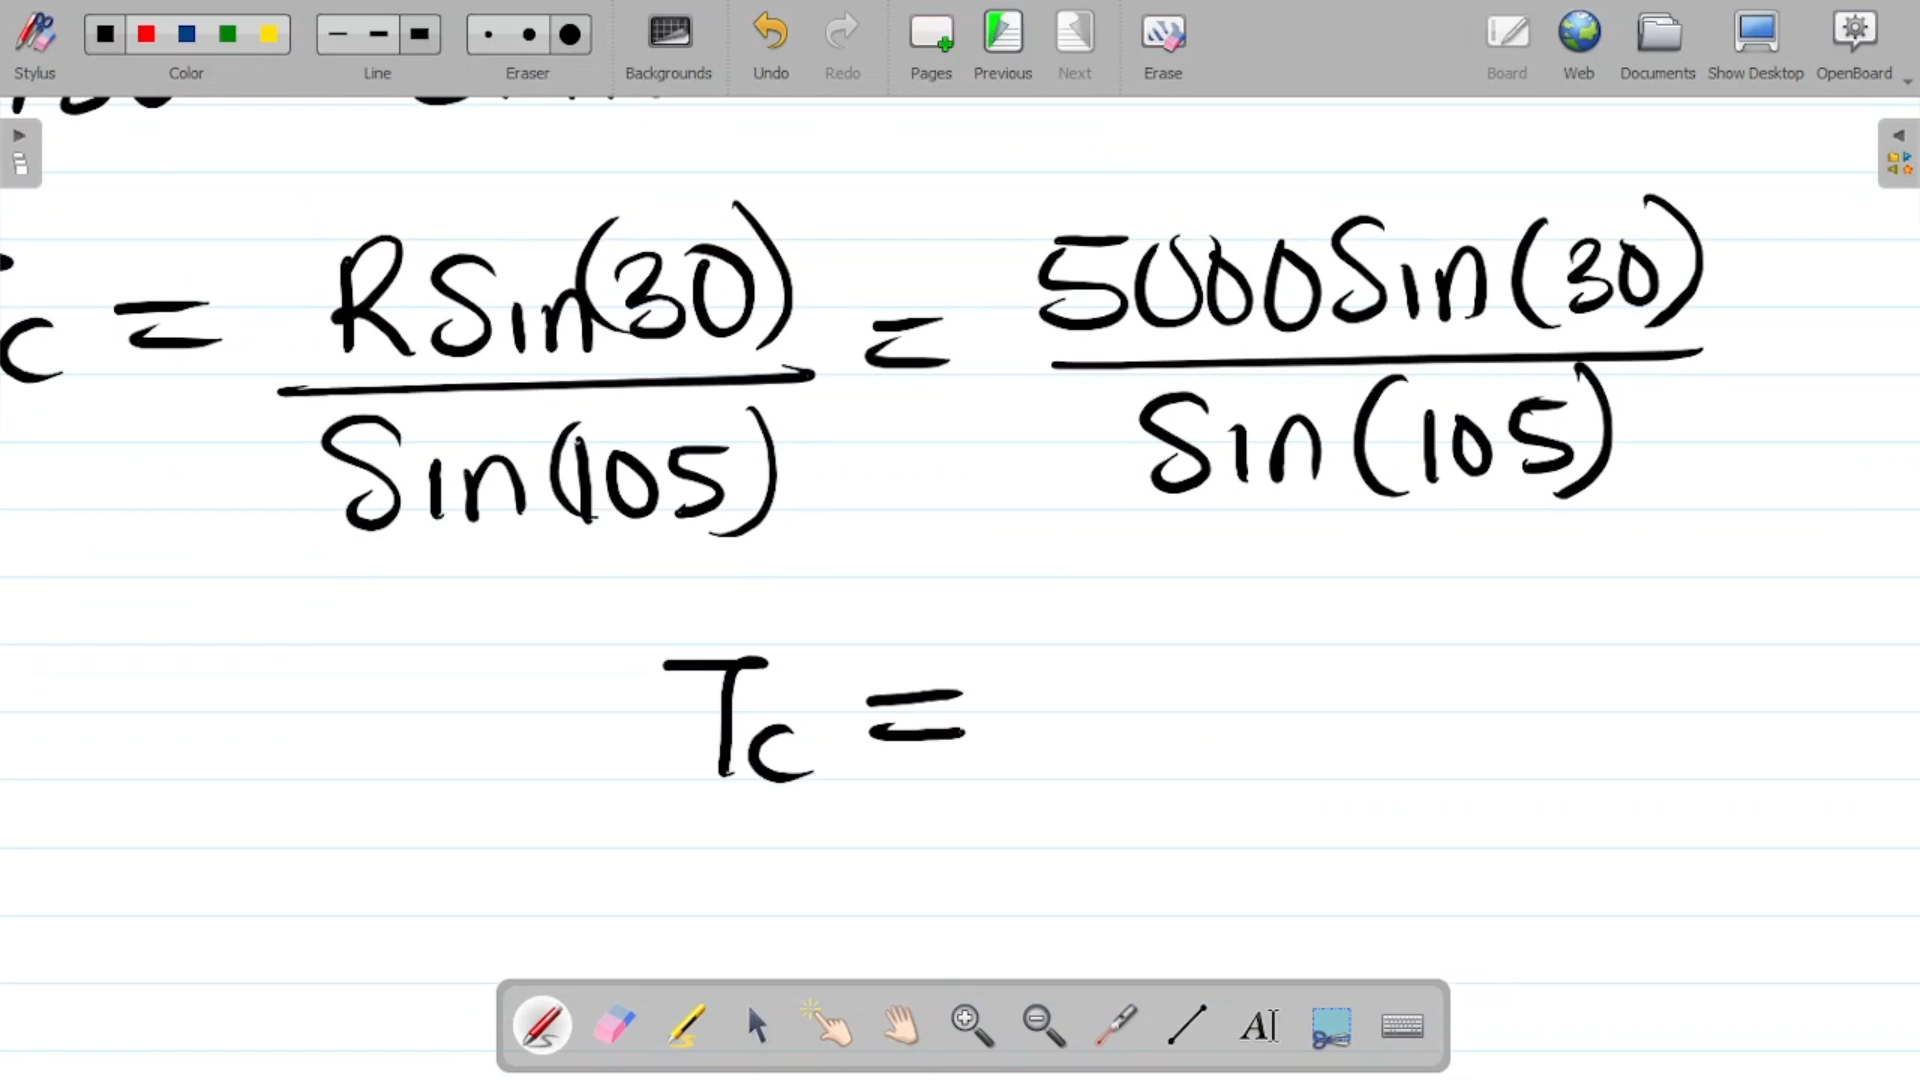 Stylus Color Line Eraser Backgrounds Undo Redo Pages Previous Next Erase Board Web Documents Show Desktop OpenBoard
c = RSin(30) = 5000Sin(30)
Sin(105) Sin(105)
Tc =
AI